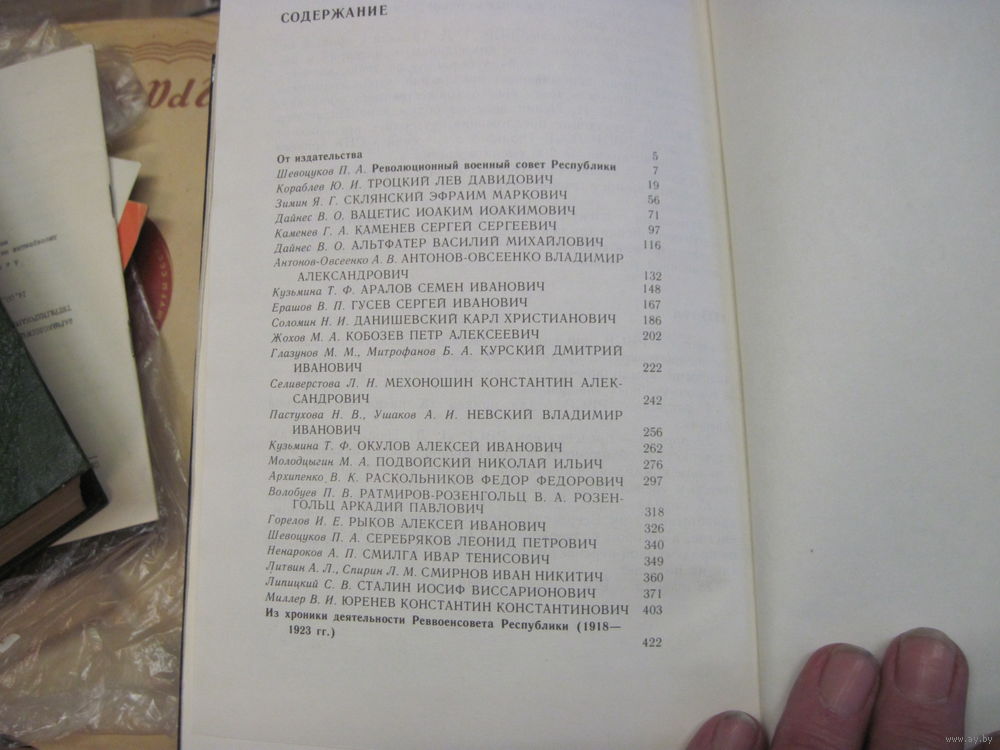 СОДЕРЖАНИЕ
От издательства 5
Шевоцуков П. А. Революционный военный совет Республики 7
Кораблев Ю. И. ТРОЦКИЙ ЛЕВ ДАВИДОВИЧ 19
Зимин Я. Г. СКЛЯНСКИЙ ЭФРАИМ МАРКОВИЧ 56
Дайнес В. О. ВАЦЕТИС ИОАКИМ ИОАКИМОВИЧ 71
Каменев Г. А. КАМЕНЕВ СЕРГЕЙ СЕРГЕЕВИЧ 97
Дайнес В. О. АЛЬТФАТЕР ВАСИЛИЙ МИХАЙЛОВИЧ 116
Антонов-Овсеенко А. В. АНТОНОВ-ОВСЕЕНКО ВЛАДИМИР
АЛЕКСАНДРОВИЧ 132
Кузьмина Т. Ф. АРАЛОВ СЕМЕН ИВАНОВИЧ 148
Ерашов В. П. ГУСЕВ СЕРГЕЙ ИВАНОВИЧ 167
Соломин Н. И. ДАНИШЕВСКИЙ КАРЛ ХРИСТИАНОВИЧ 186
Жохов М. А. КОБОЗЕВ ПЕТР АЛЕКСЕЕВИЧ 202
Глазунов М. М., Митрофанов Б. А. КУРСКИЙ ДМИТРИЙ
ИВАНОВИЧ 222
Селиверстова Л. Н. МЕХОНОШИН КОНСТАНТИН АЛЕК-
САНДРОВИЧ 242
Пастухова Н. В., Ушаков А. И. НЕВСКИЙ ВЛАДИМИР
ИВАНОВИЧ 256
Кузьмина Т. Ф. ОКУЛОВ АЛЕКСЕЙ ИВАНОВИЧ 262
Молодцыгин М. А. ПОДВОЙСКИЙ НИКОЛАЙ ИЛЬИЧ 276
Архипенко В. К. РАСКОЛЬНИКОВ ФЕДОР ФЕДОРОВИЧ 297
Волобуев П. В. РАТМИРОВ-РОЗЕНГОЛЬЦ В. А. РОЗЕН-
ГОЛЬЦ АРКАДИЙ ПАВЛОВИЧ 318
Горелов И. Е. РЫКОВ АЛЕКСЕЙ ИВАНОВИЧ 326
Шевоцуков П. А. СЕРЕБРЯКОВ ЛЕОНИД ПЕТРОВИЧ 340
Ненароков А. П. СМИЛГА ИВАР ТЕНИСОВИЧ 349
Литвин А. Л., Спирин Л. М. СМИРНОВ ИВАН НИКИТИЧ 360
Липицкий С. В. СТАЛИН ИОСИФ ВИССАРИОНОВИЧ 371
Миллер В. И. ЮРЕНЕВ КОНСТАНТИН КОНСТАНТИНОВИЧ 403
Из хроники деятельности Реввоенсовета Республики (1918—
1923 гг.) 422
www.ay.by